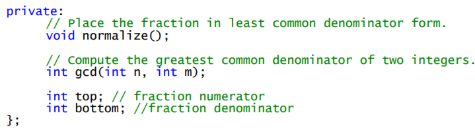 private:
// Place the fraction in least common denominator form.
void normalize();
// Compute the greatest common denominator of two integers.
int gcd(int n, int m);
int top; // fraction numerator
int bottom; //fraction denominator
};